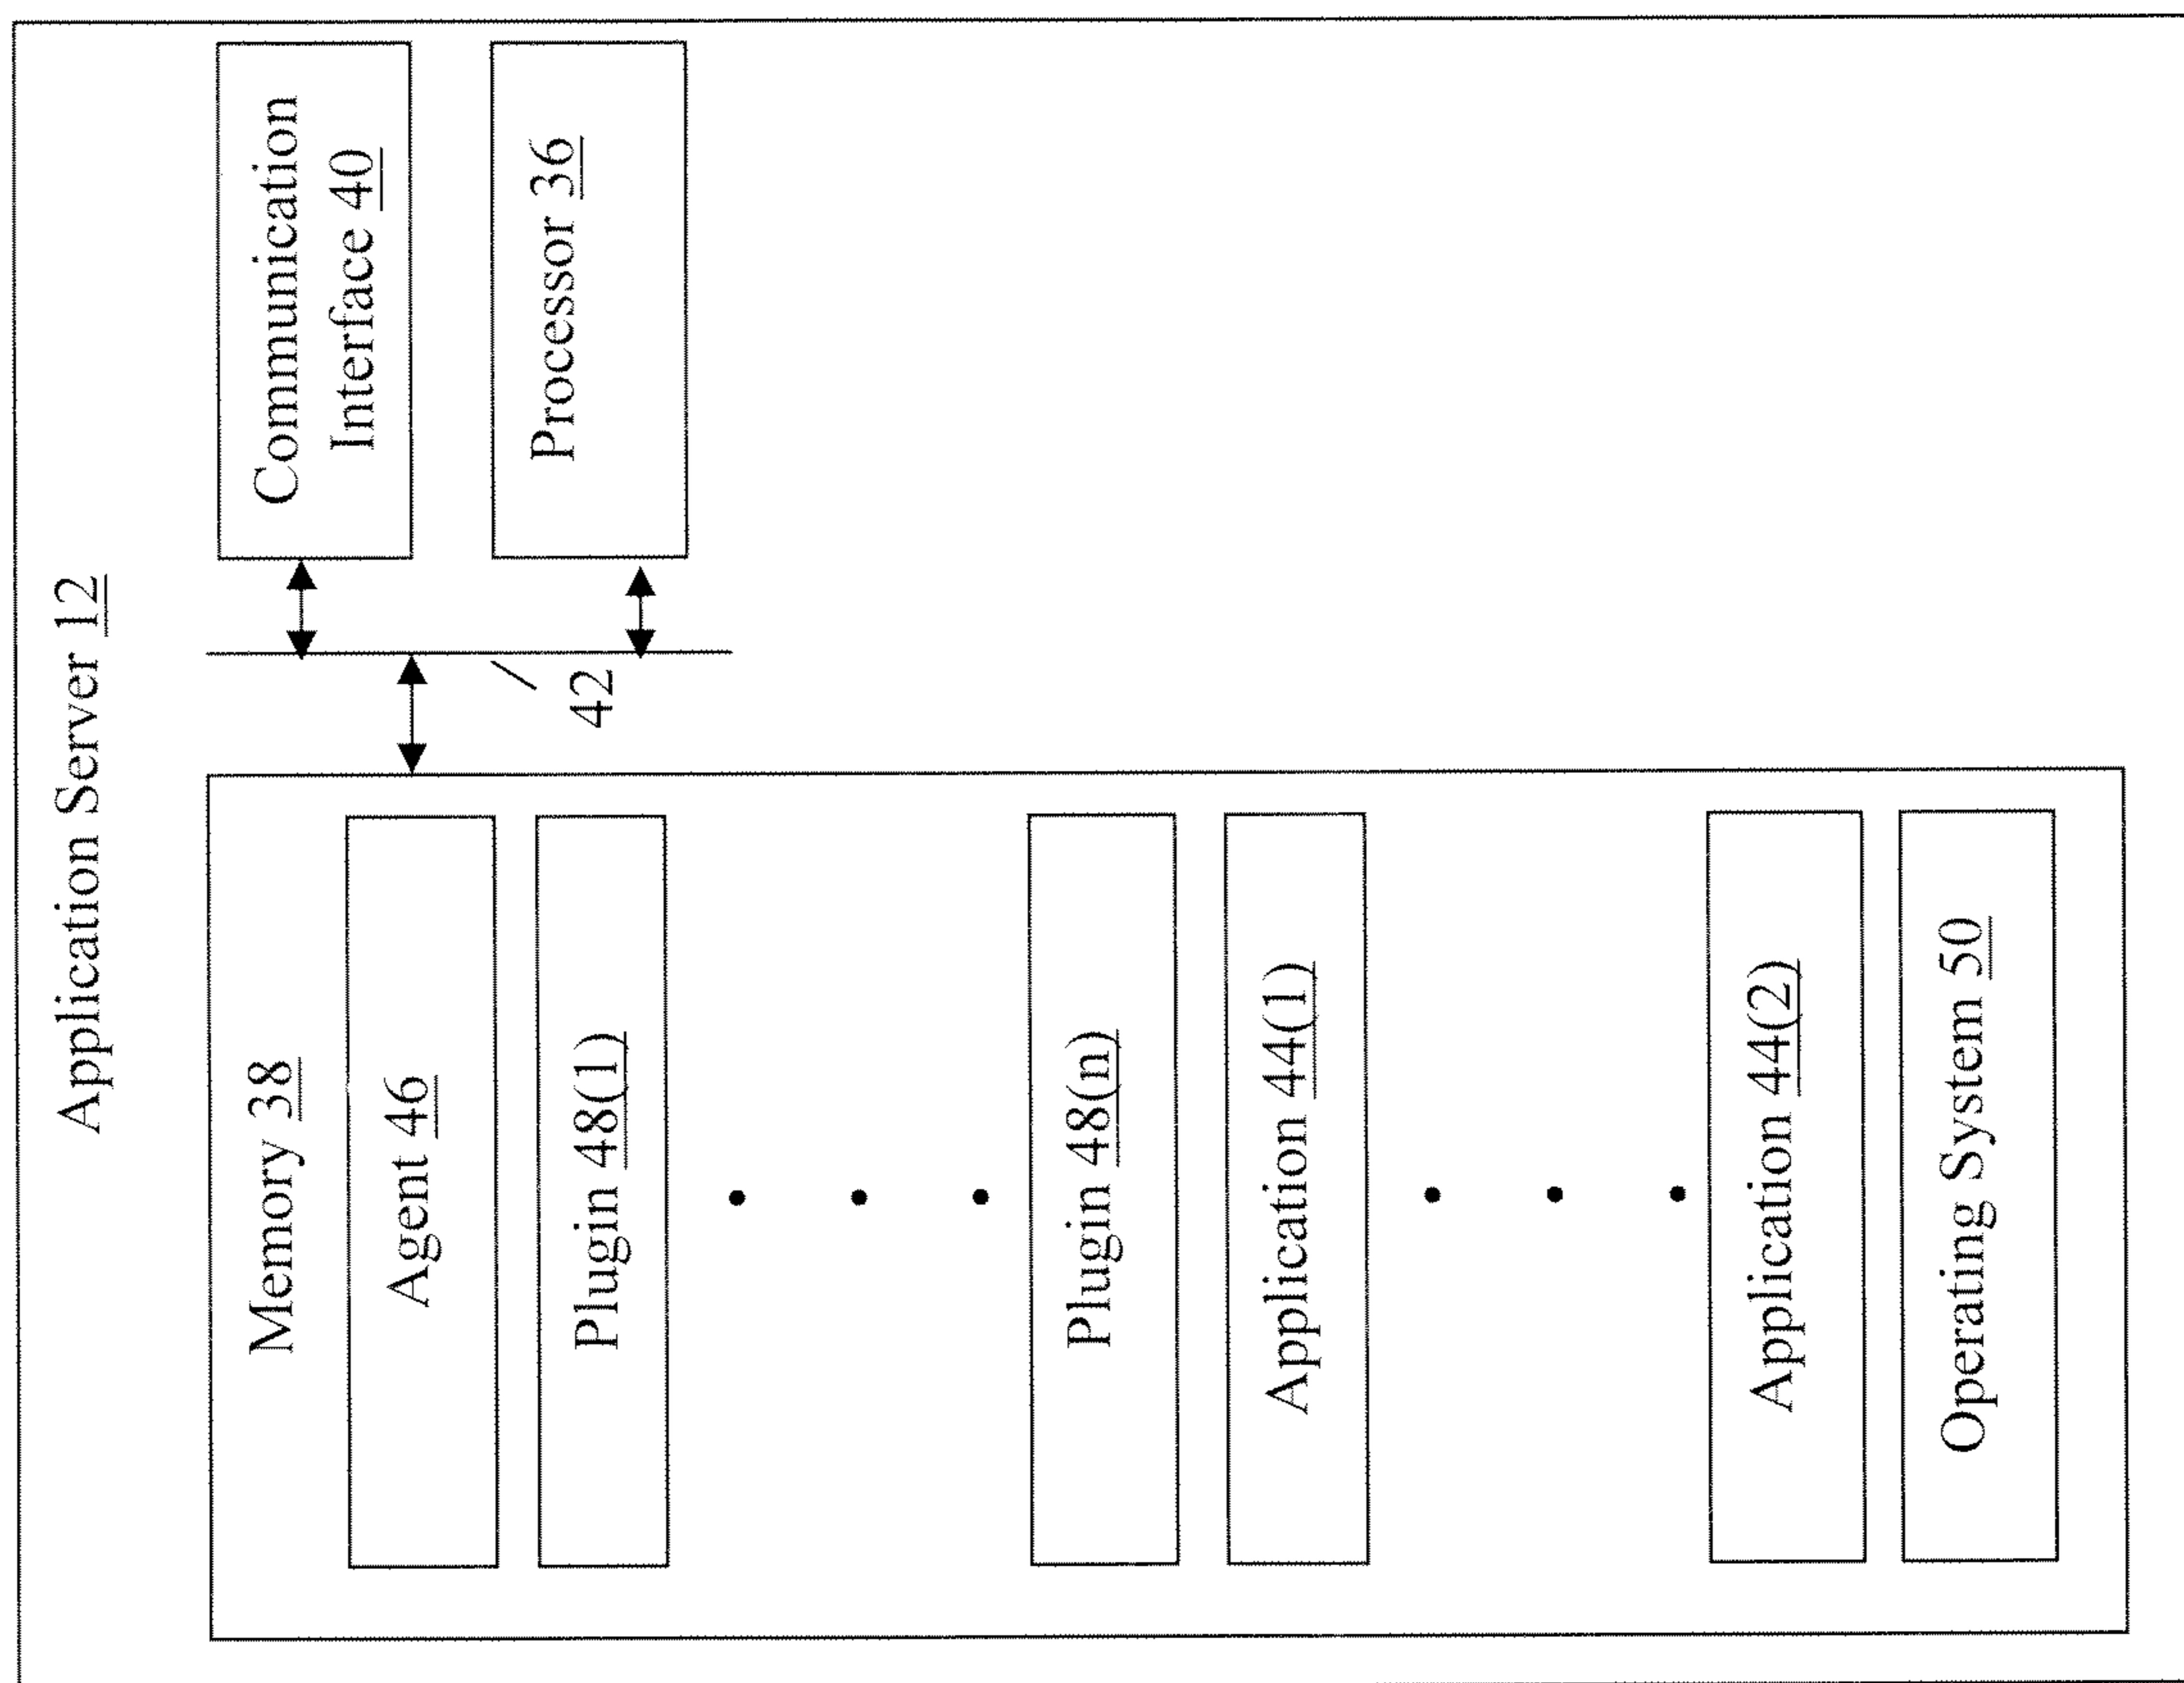 Application Server 12
Memory 38
Agent 46
Plugin 48(1)
Plugin 48(n)
Application 44(1)
Application 44(2)
Operating System 50
42
Communication
Interface 40
Processor 36